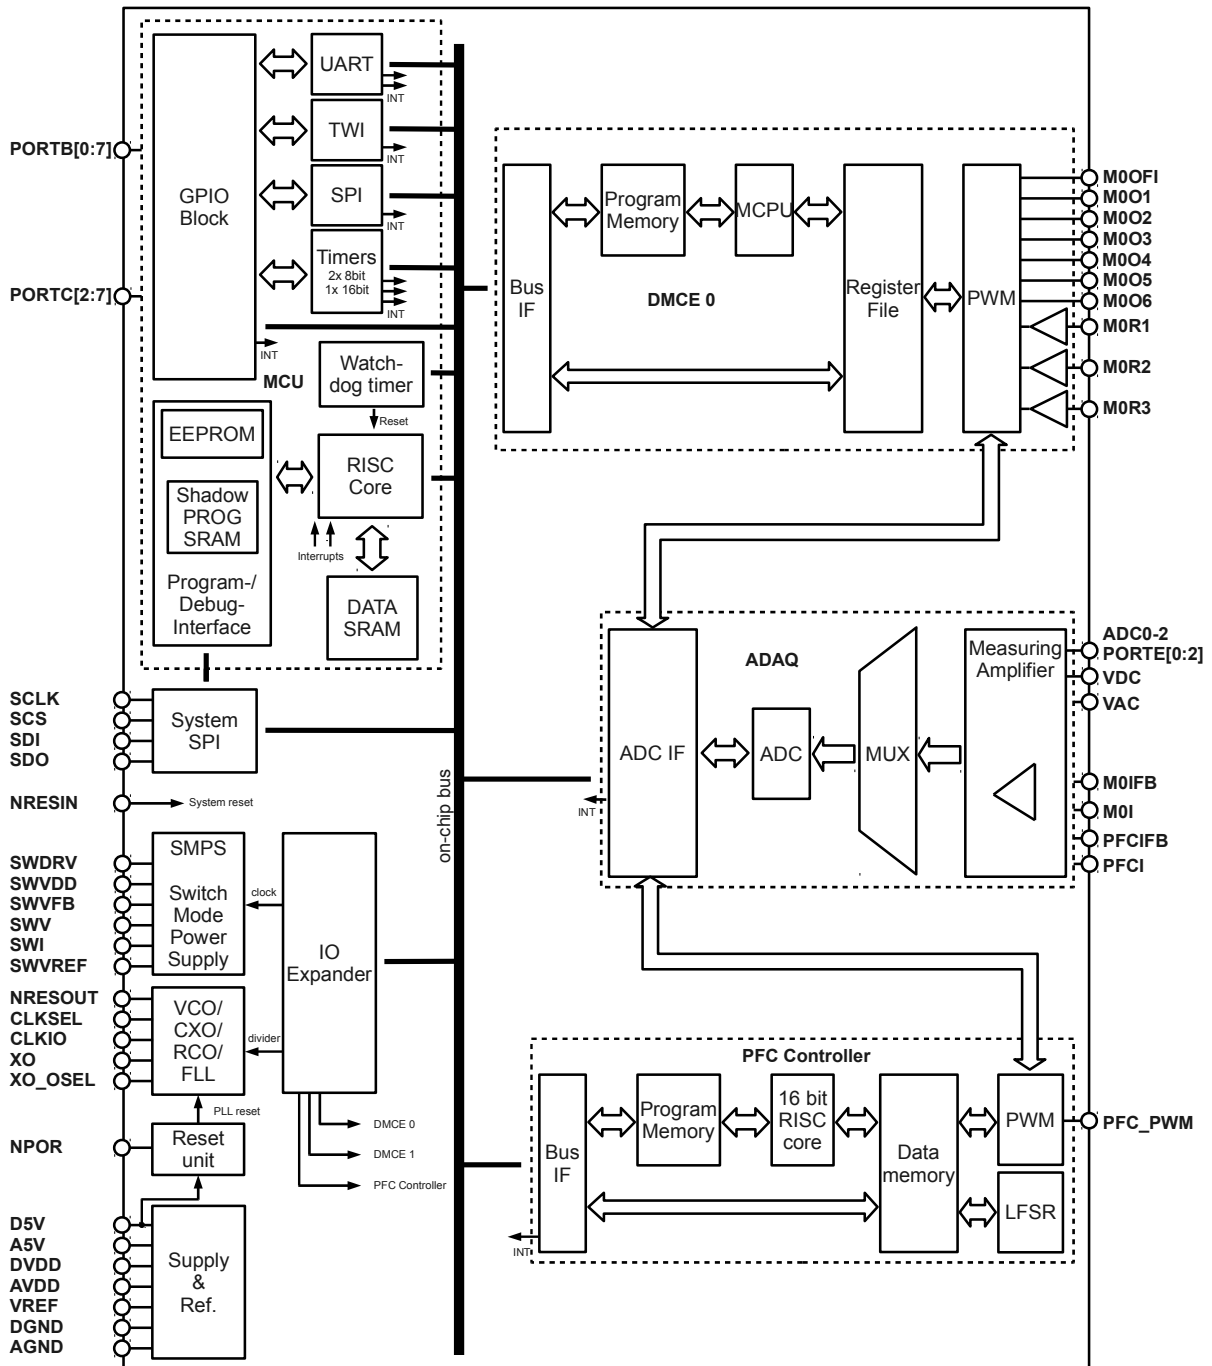 PORTB[0:7]
PORTC[2:7]
GPIO
Block
UART
INT
TWI
INT
SPI
INT
Timers
2x 8bit
1x 16bit
INT
INT
MCU
Watch-
dog timer
Reset
EEPROM
Shadow
PROG
SRAM
Program-/
Debug-
Interface
RISC
Core
Interrupts
DATA
SRAM
SCLK
SCS
SDI
SDO
System
SPI
NRESIN
System reset
SWDRV
SWVDD
SWVFB
SWV
SWI
SWVREF
SMPS
Switch
Mode
Power
Supply
clock
IO
Expander
NRESOUT
CLKSEL
CLKIO
XO
XO_OSEL
VCO/
CXO/
RCO/
FLL
divider
PLL reset
NPOR
Reset
unit
DMCE 0
DMCE 1
PFC Controller
D5V
A5V
DVDD
AVDD
VREF
DGND
AGND
Supply
&
Ref.
on-chip bus
Bus
IF
Program
Memory
MCPU
DMCE 0
Register
File
PWM
M0OFI
M0O1
M0O2
M0O3
M0O4
M0O5
M0O6
M0R1
M0R2
M0R3
ADAQ
INT
ADC IF
ADC
MUX
Measuring
Amplifier
ADC0-2
PORTE[0:2]
VDC
VAC
M0IFB
M0I
PFCIFB
PFCI
PFC Controller
INT
Bus
IF
Program
Memory
16 bit
RISC
core
Data
memory
PWM
LFSR
PFC_PWM